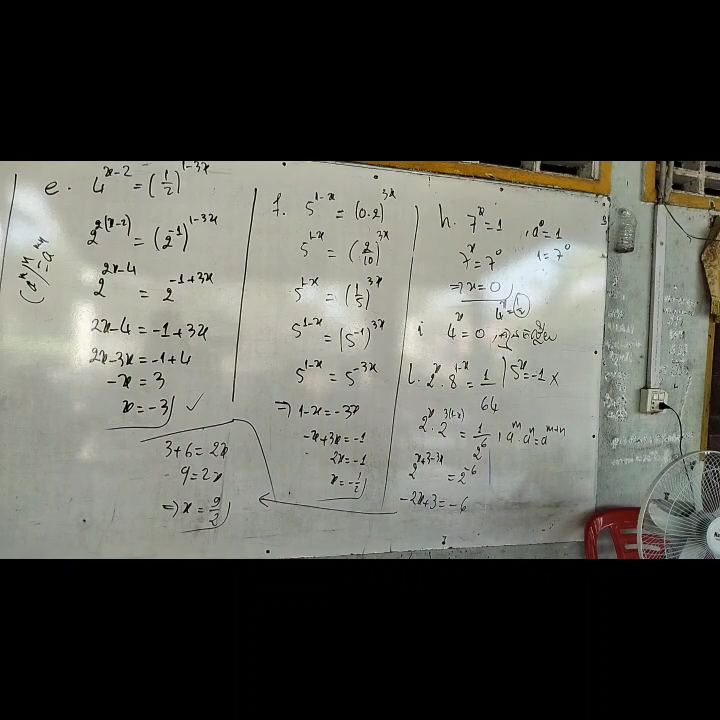 e. 4^{x-2} = (1/2)^{1-3x}
2^{2(x-2)} = (2^{-1})^{1-3x}
2^{2x-4} = 2^{-1+3x}
2x-4 = -1+3x
2x-3x = -1+4
-x = 3
x = -3 ✓
f. 5^{1-x} = (0.2)^{3x}
5^{1-x} = (2/10)^{3x}
5^{1-x} = (1/5)^{3x}
5^{1-x} = (5^{-1})^{3x}
5^{1-x} = 5^{-3x}
⇒ 1-x = -3x
-x+3x = -1
2x = -1
x = -1/2
h. 7^x = 1 , a^0 = 1
7^x = 7^0 1 = 7^0
⇒ x = 0
i 4^x = 0 ,
5^x = -1 ×
l. 2^x . 8^{1-x} = 1/64
2^x . 2^{3(1-x)} = 1/2^6 , a^m . a^n = a^{m+n}
2^{x+3-3x} = 2^{-6}
-2x+3 = -6
3+6 = 2x
9 = 2x
⇒ x = 9/2